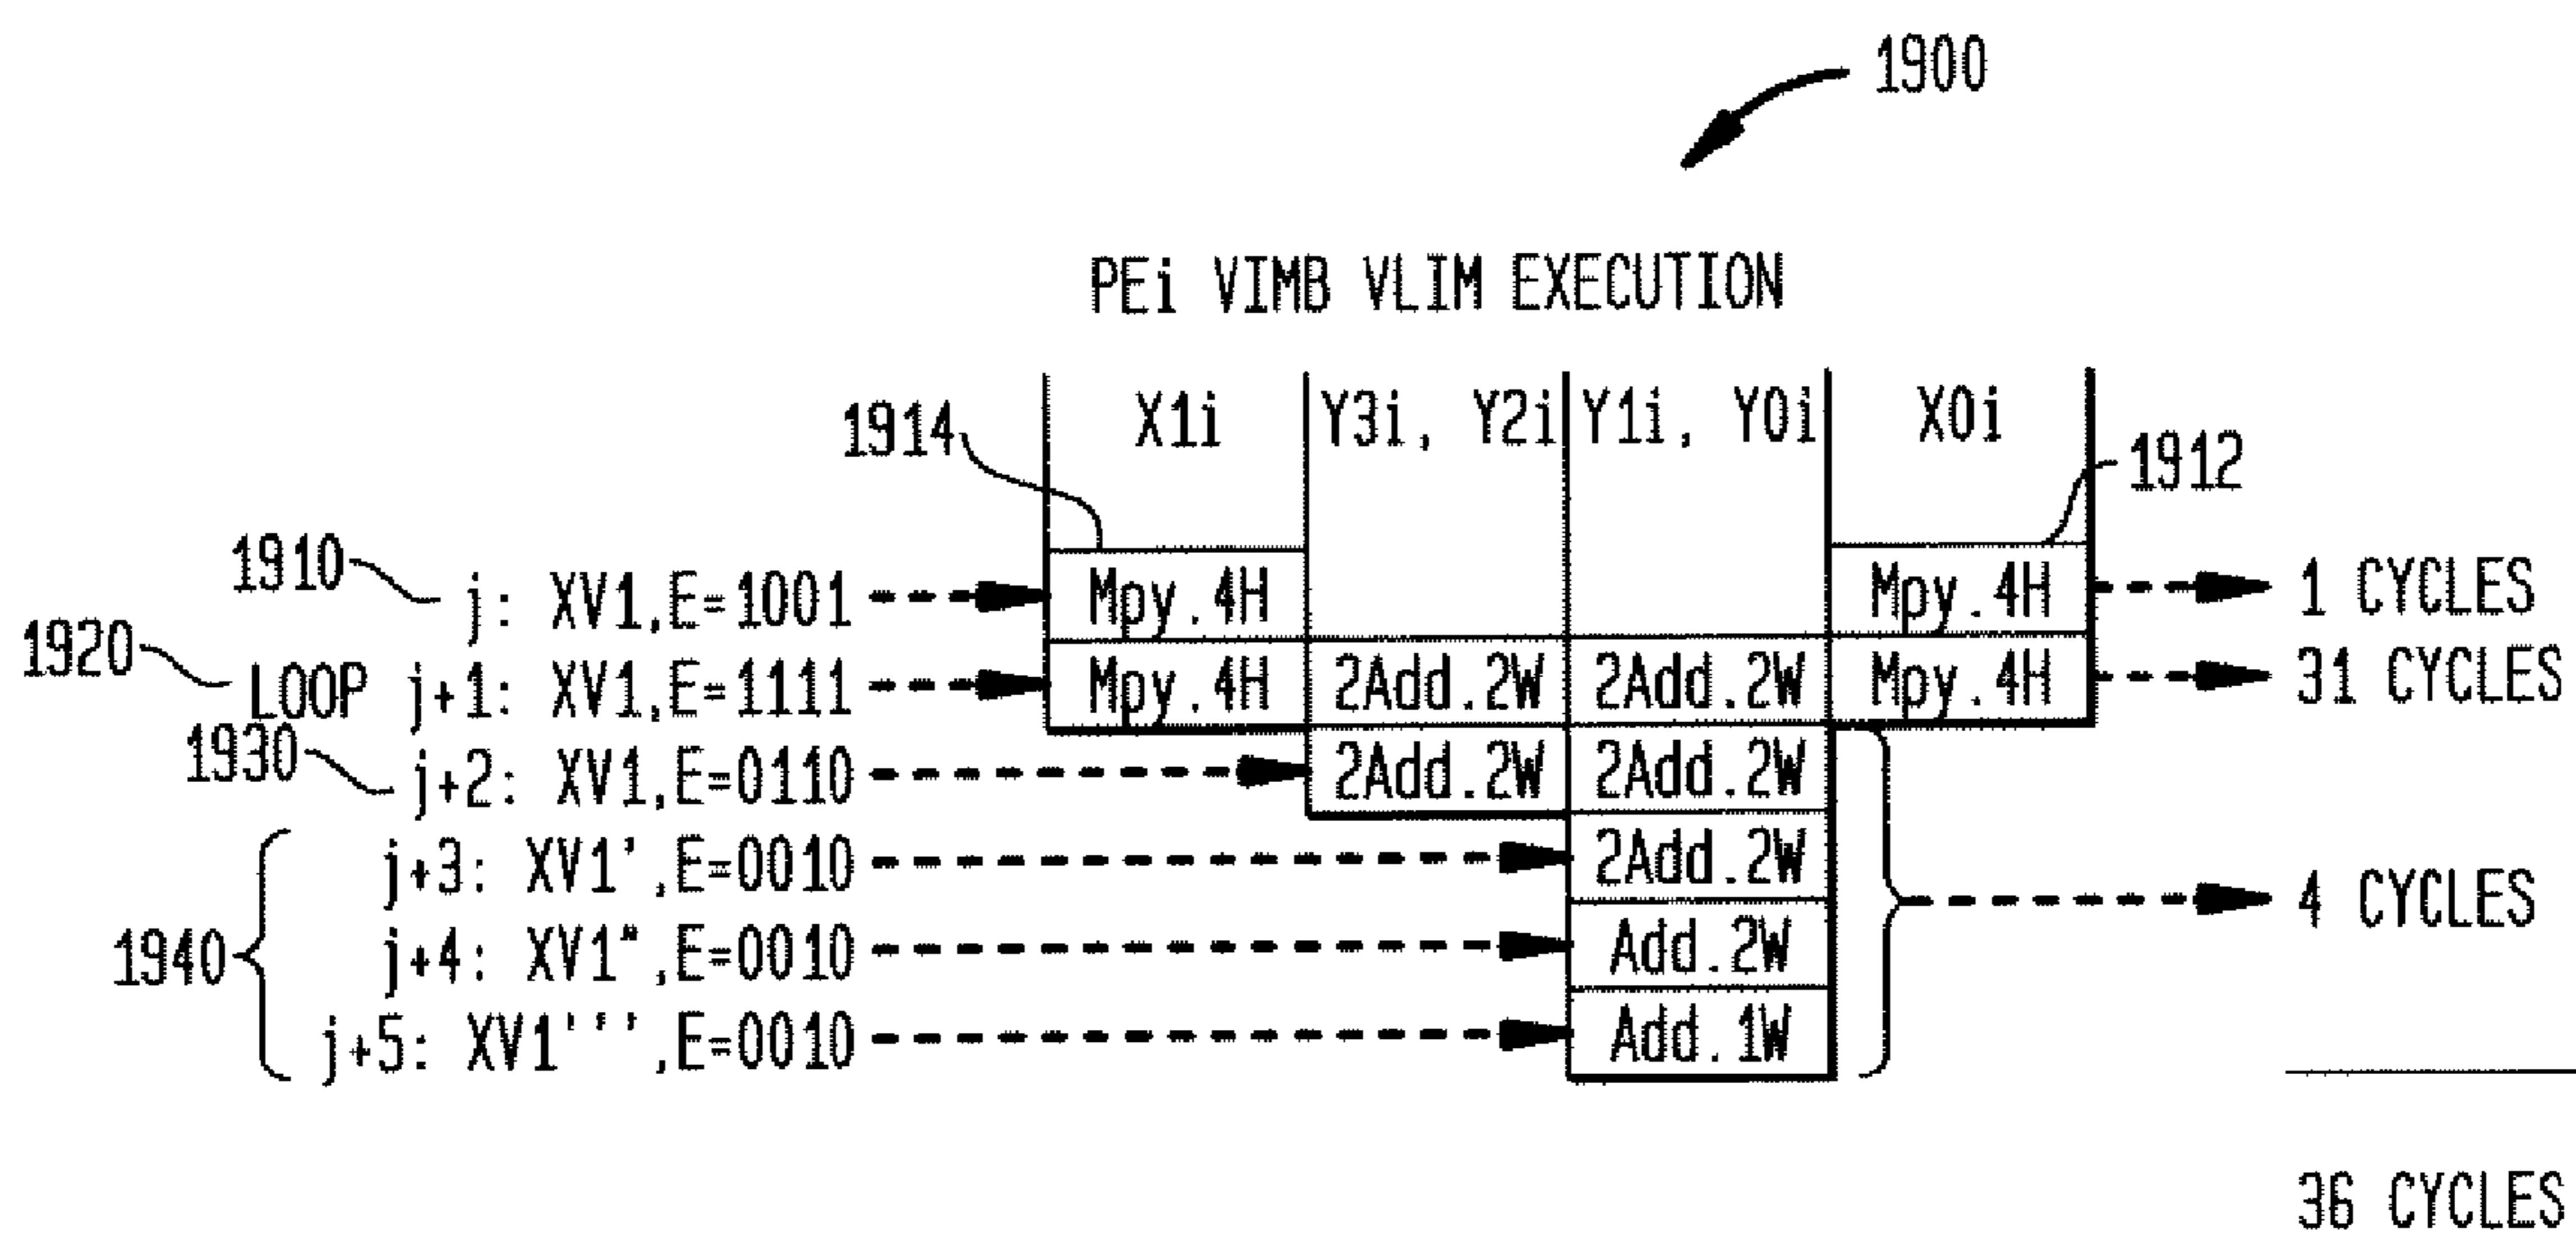 1900
PEi VIMB VLIM EXECUTION
X1i Y3i, Y2i Y1i, Y0i X0i
1914
1912
1910 j: XV1,E=1001 Mpy.4H Mpy.4H 1 CYCLES
1920 LOOP j+1: XV1,E=1111 Mpy.4H 2Add.2W 2Add.2W Mpy.4H 31 CYCLES
1930 j+2: XV1,E=0110 2Add.2W 2Add.2W
j+3: XV1',E=0010 2Add.2W
1940 j+4: XV1",E=0010 Add.2W 4 CYCLES
j+5: XV1''',E=0010 Add.1W
36 CYCLES